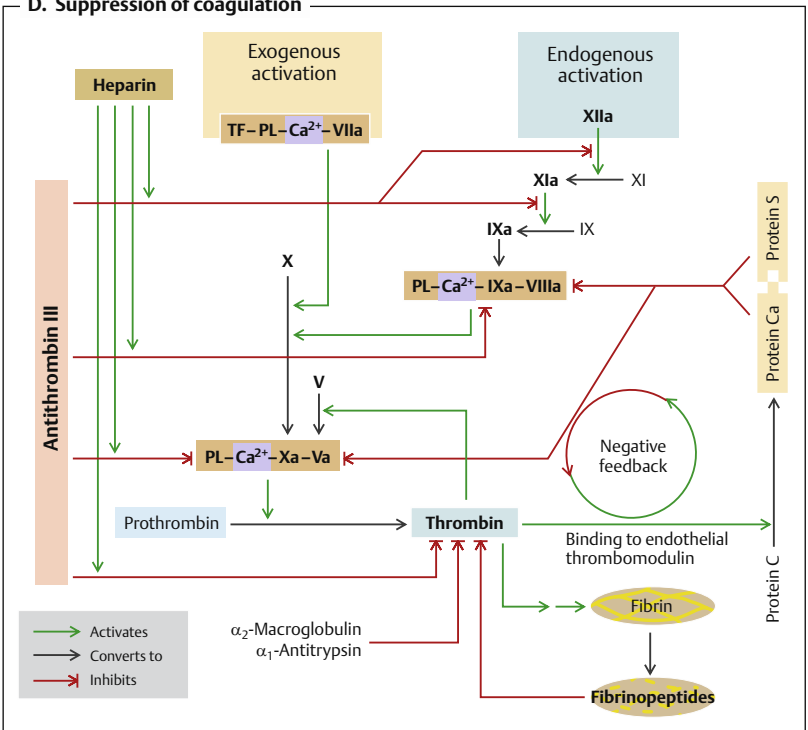 D. Suppression of coagulation
Exogenous
activation
Endogenous
activation
Heparin
XIIa
TF–PL–Ca²⁺–VIIa
XIa
XI
IXa
IX
Protein S
X
PL–Ca²⁺–IXa–VIIIa
Protein Ca
Antithrombin III
V
Negative
feedback
PL–Ca²⁺–Xa–Va
Prothrombin
Thrombin
Binding to endothelial
thrombomodulin
Protein C
Fibrin
Activates
Converts to
Inhibits
α₂-Macroglobulin
α₁-Antitrypsin
Fibrinopeptides